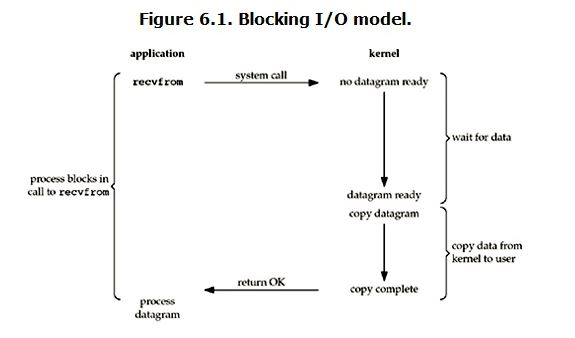 Figure 6.1. Blocking I/O model.
application
kernel
recvfrom
system call
no datagram ready
wait for data
process blocks in
call to recvfrom
datagram ready
copy datagram
copy data from
kernel to user
return OK
copy complete
process
datagram